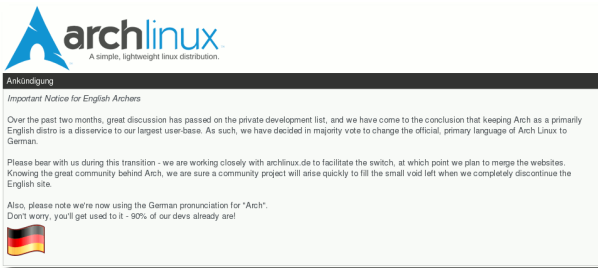 archlinux
A simple, lightweight linux distribution.
Ankündigung
Important Notice for English Archers
Over the past two months, great discussion has passed on the private development list, and we have come to the conclusion that keeping Arch as a primarily
English distro is a disservice to our largest user-base. As such, we have decided in majority vote to change the official, primary language of Arch Linux to
German.
Please bear with us during this transition - we are working closely with archlinux.de to facilitate the switch, at which point we plan to merge the websites.
Knowing the great community behind Arch, we are sure a community project will arise quickly to fill the small void left when we completely discontinue the
English site.
Also, please note we're now using the German pronunciation for "Arch".
Don't worry, you'll get used to it - 90% of our devs already are!